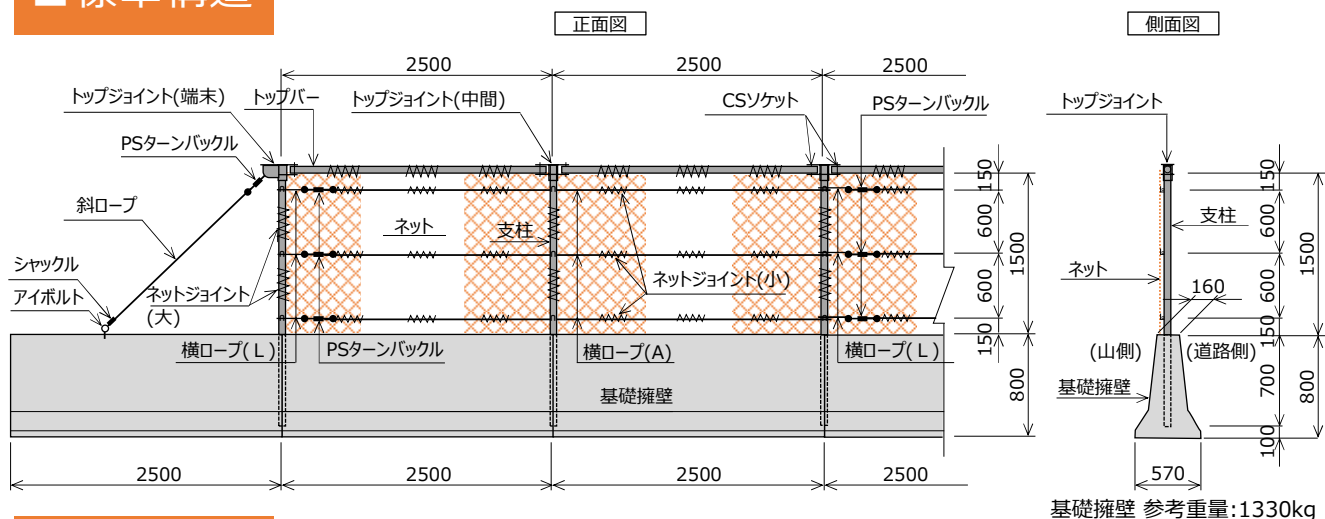 ■標準構造
正面図
側面図
2500
2500
2500
トップジョイント(端末)
トップバー
トップジョイント(中間)
CSソケット
PSターンバックル
トップジョイント
PSターンバックル
斜ロープ
ネット
支柱
シャックル
アイボルト
ネットジョイント
(大)
ネットジョイント(小)
横ロープ(L)
PSターンバックル
横ロープ(A)
横ロープ(L)
基礎擁壁
150
600
600
150
1500
800
支柱
ネット
160
(山側)
(道路側)
基礎擁壁
150
600
600
150
700
100
1500
800
2500
2500
2500
2500
570
基礎擁壁 参考重量:1330kg